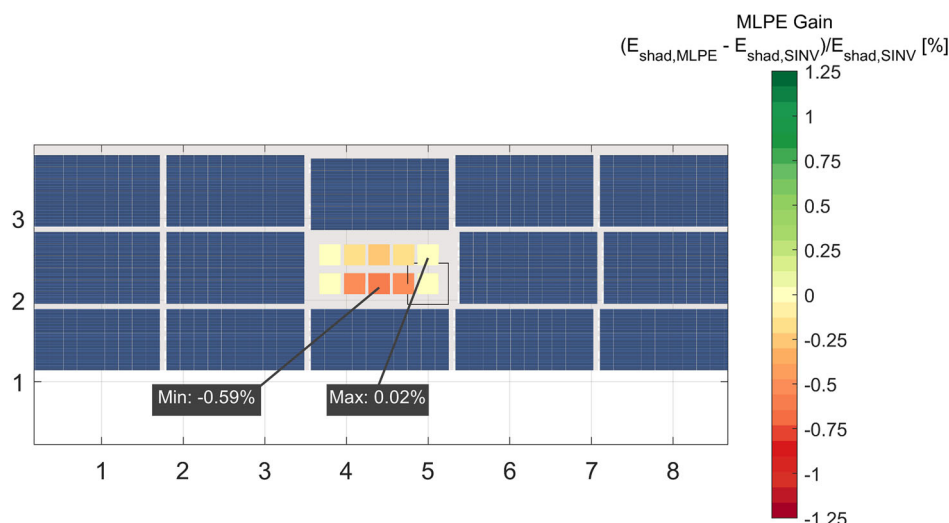 MLPE Gain
(E_shad,MLPE - E_shad,SINV)/E_shad,SINV [%]
1.25
1
0.75
0.5
0.25
0
-0.25
-0.5
-0.75
-1
-1.25
3
2
1
Min: -0.59%
Max: 0.02%
1 2 3 4 5 6 7 8